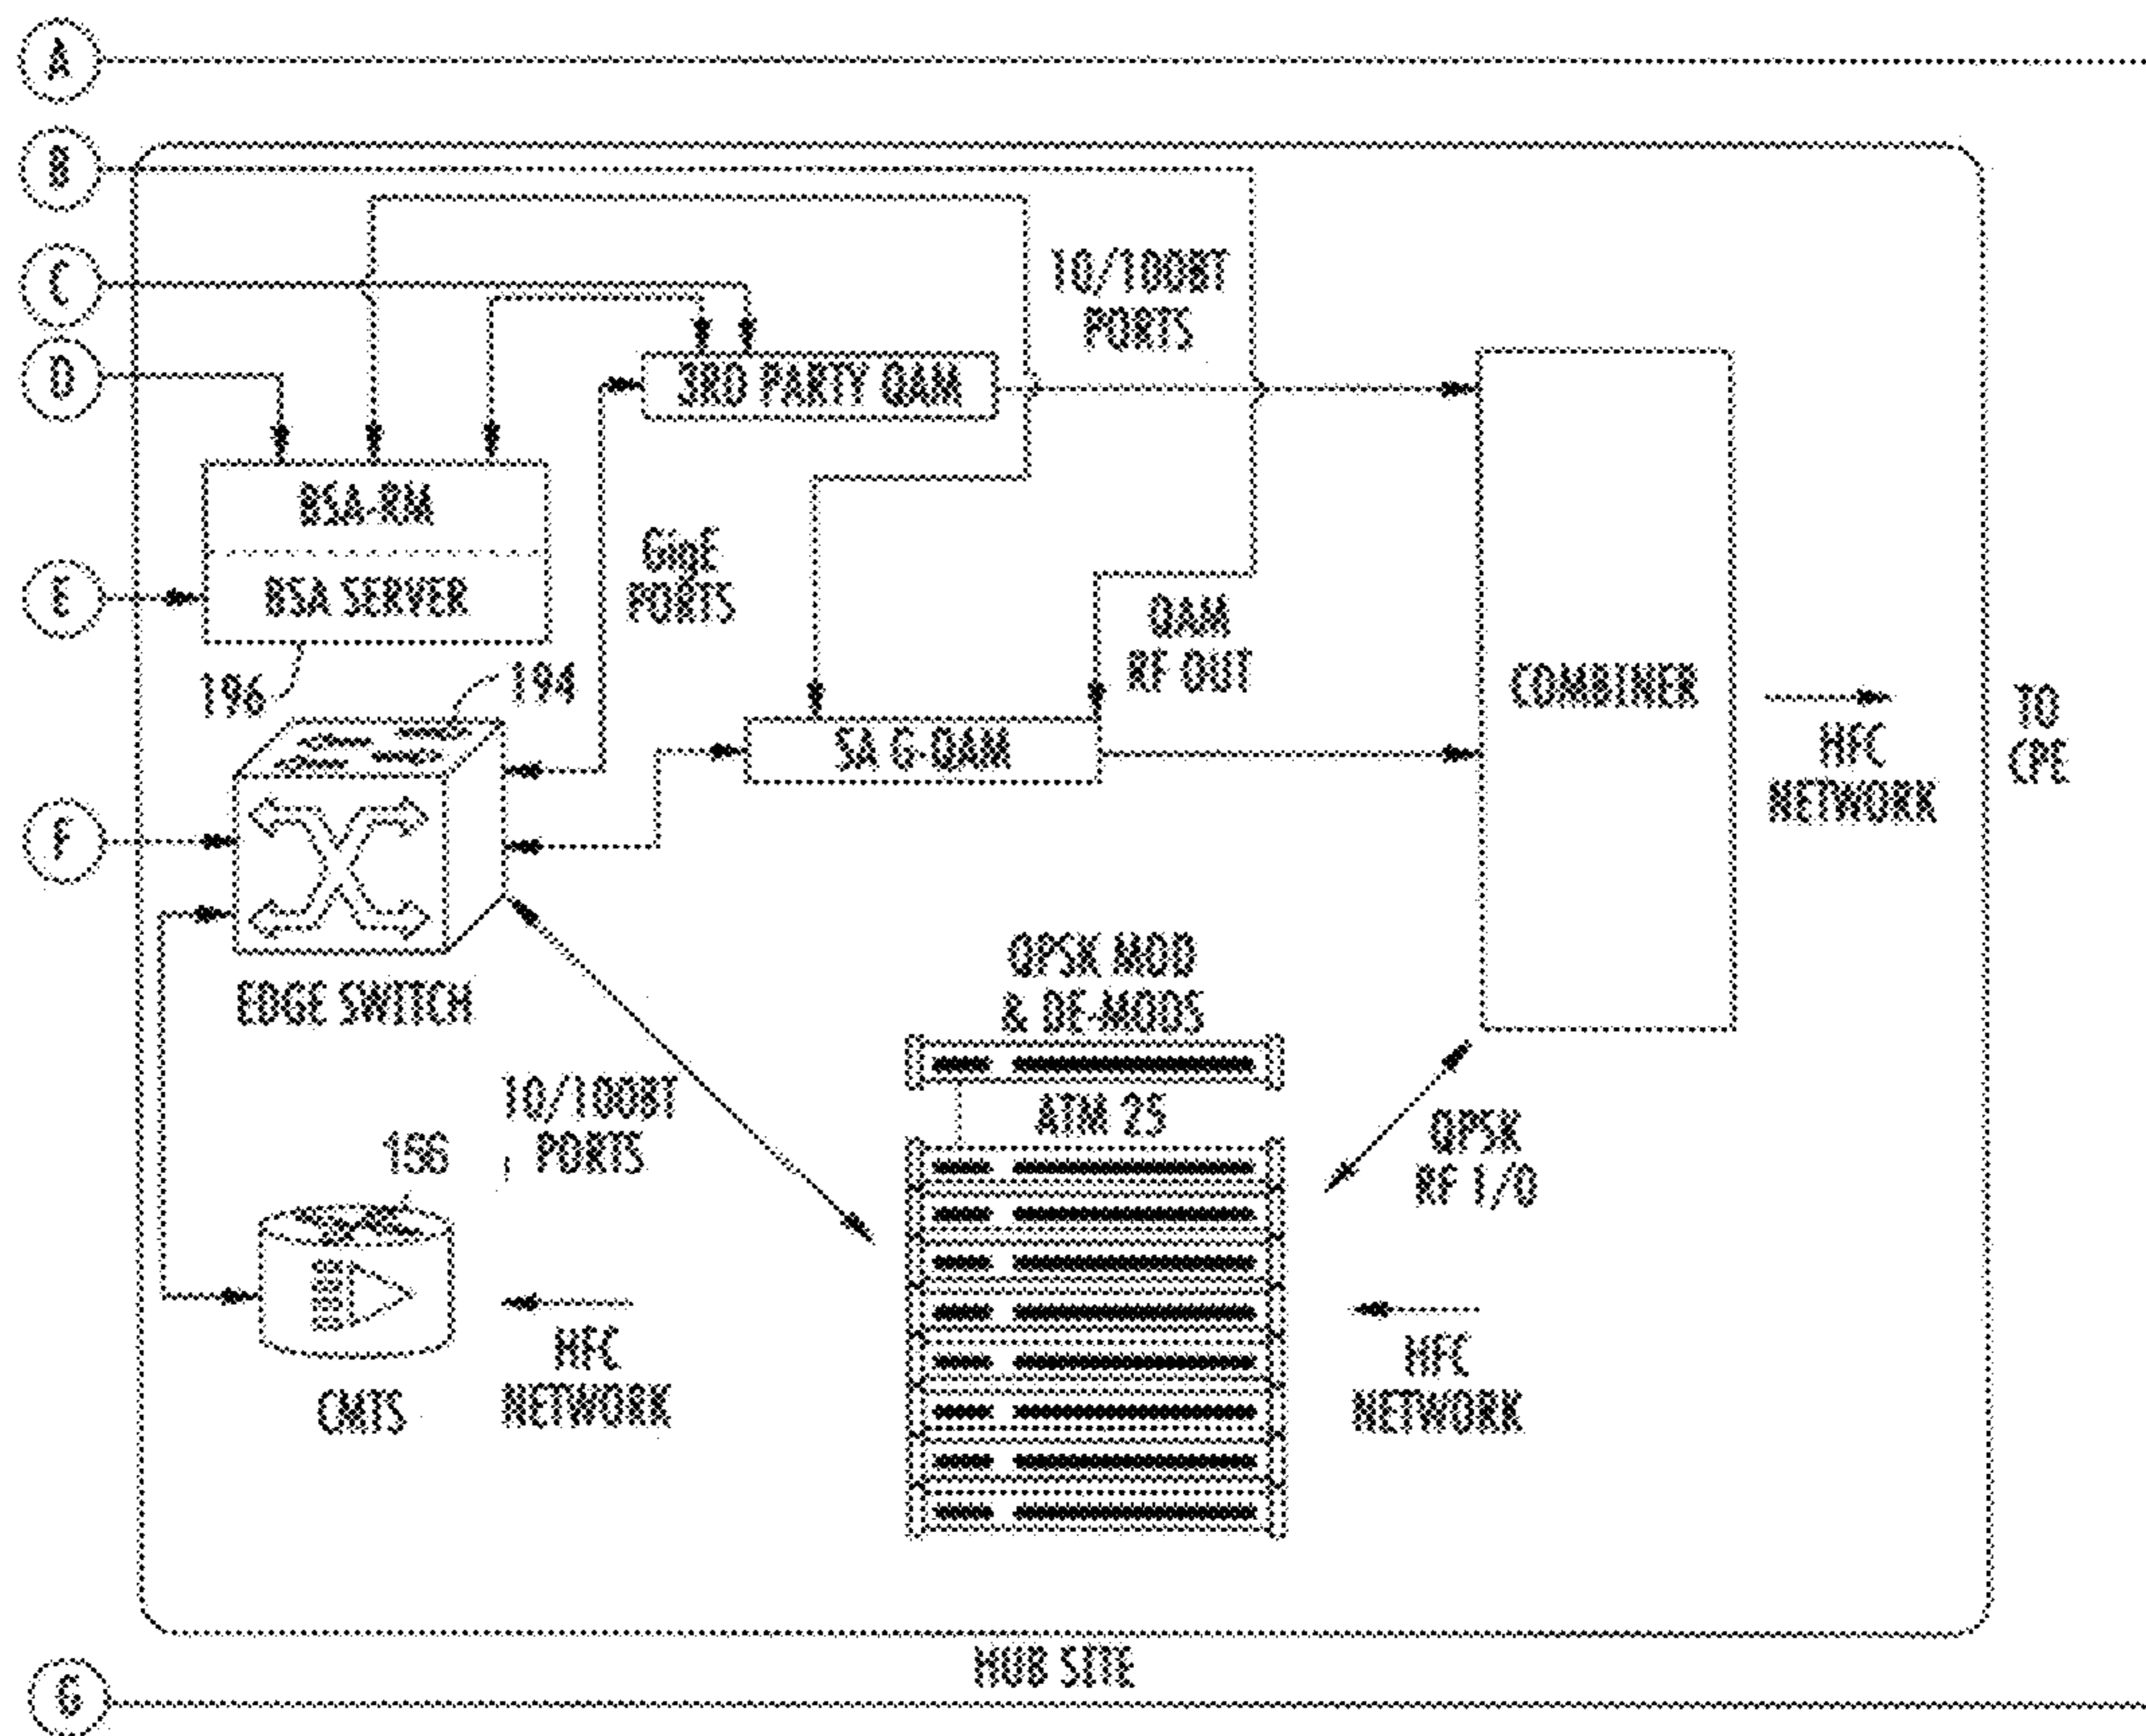 A
B
C
D
E
F
G
10/100BT
PORTS
3RD PARTY QAM
BSA-RM
BSA SERVER
196
194
GigE
PORTS
QAM
RF OUT
SA G-QAM
COMBINER
HFC
NETWORK
TO
CPE
EDGE SWITCH
QPSK MOD
& DE-MODS
ATM 25
QPSK
RF I/O
10/100BT
PORTS
156
CMTS
HFC
NETWORK
HFC
NETWORK
HUB SITE